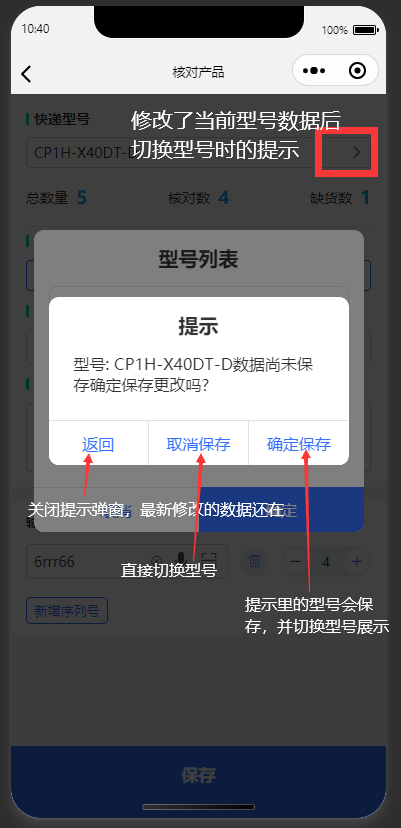 10:40
100%
核对产品
快递型号
修改了当前型号数据后
切换型号时的提示
CP1H-X40DT-D
总数量 5 核对数 4 缺货数 1
型号列表
提示
型号: CP1H-X40DT-D数据尚未保
存确定保存更改吗?
返回 取消保存 确定保存
关闭提示弹窗，最新修改的数据还在
6rrr66
4
直接切换型号
提示里的型号会保
存，并切换型号展示
新增序列号
保存